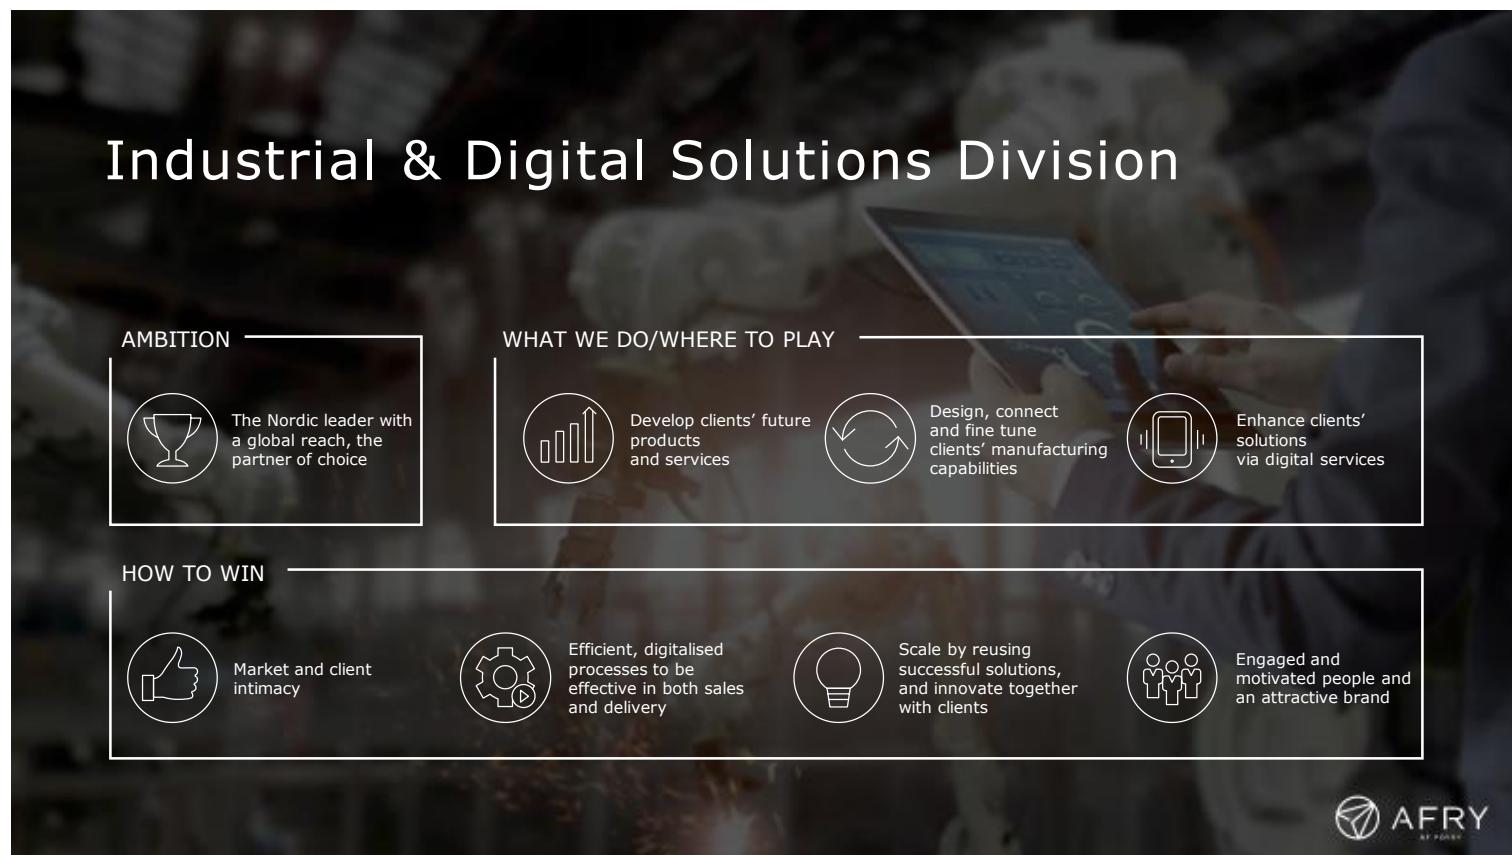 Industrial & Digital Solutions Division
AMBITION
The Nordic leader with
a global reach, the
partner of choice
WHAT WE DO/WHERE TO PLAY
Develop clients’ future
products
and services
Design, connect
and fine tune
clients’ manufacturing
capabilities
Enhance clients’
solutions
via digital services
HOW TO WIN
Market and client
intimacy
Efficient, digitalised
processes to be
effective in both sales
and delivery
Scale by reusing
successful solutions,
and innovate together
with clients
Engaged and
motivated people and
an attractive brand
AFRY